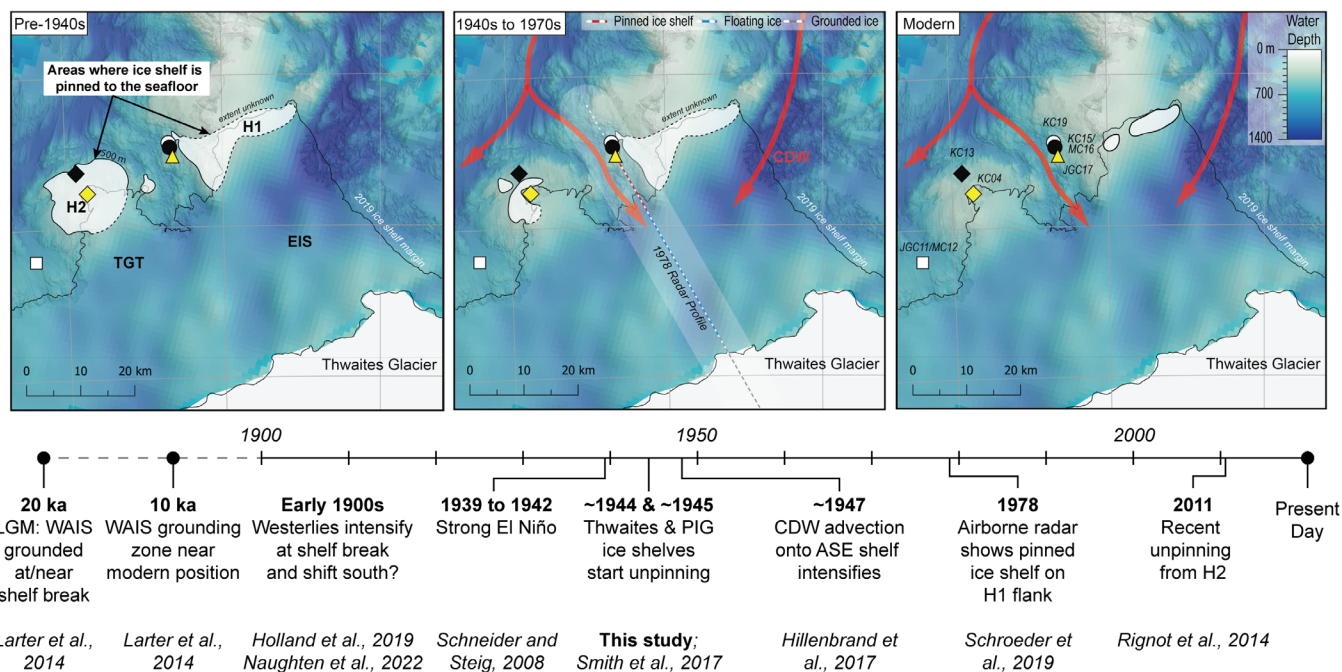 Pre-1940s
Areas where ice shelf is
pinned to the seafloor
extent unknown
H1
500 m
H2
EIS
TGT
2019 ice shelf margin
0 10 20 km
Thwaites Glacier
1940s to 1970s
Pinned ice shelf Floating ice Grounded ice
extent unknown
CDW
2019 ice shelf margin
1978 Radar Profile
0 10 20 km
Thwaites Glacier
Modern
Water
Depth
0 m
700
1400
KC19
KC15/
MC16
KC13
JGC17
KC04
2019 ice shelf margin
JGC11/MC12
0 10 20 km
Thwaites Glacier
1900 1950 2000
20 ka
LGM: WAIS
grounded
at/near
shelf break
Larter et al.,
2014
10 ka
WAIS grounding
zone near
modern position
Larter et al.,
2014
Early 1900s
Westerlies intensify
at shelf break
and shift south?
Holland et al., 2019
Naughten et al., 2022
1939 to 1942
Strong El Niño
Schneider and
Steig, 2008
~1944 & ~1945
Thwaites & PIG
ice shelves
start unpinning
This study;
Smith et al., 2017
~1947
CDW advection
onto ASE shelf
intensifies
Hillenbrand et
al., 2017
1978
Airborne radar
shows pinned
ice shelf on
H1 flank
Schroeder et
al., 2019
2011
Recent
unpinning
from H2
Rignot et al., 2014
Present
Day